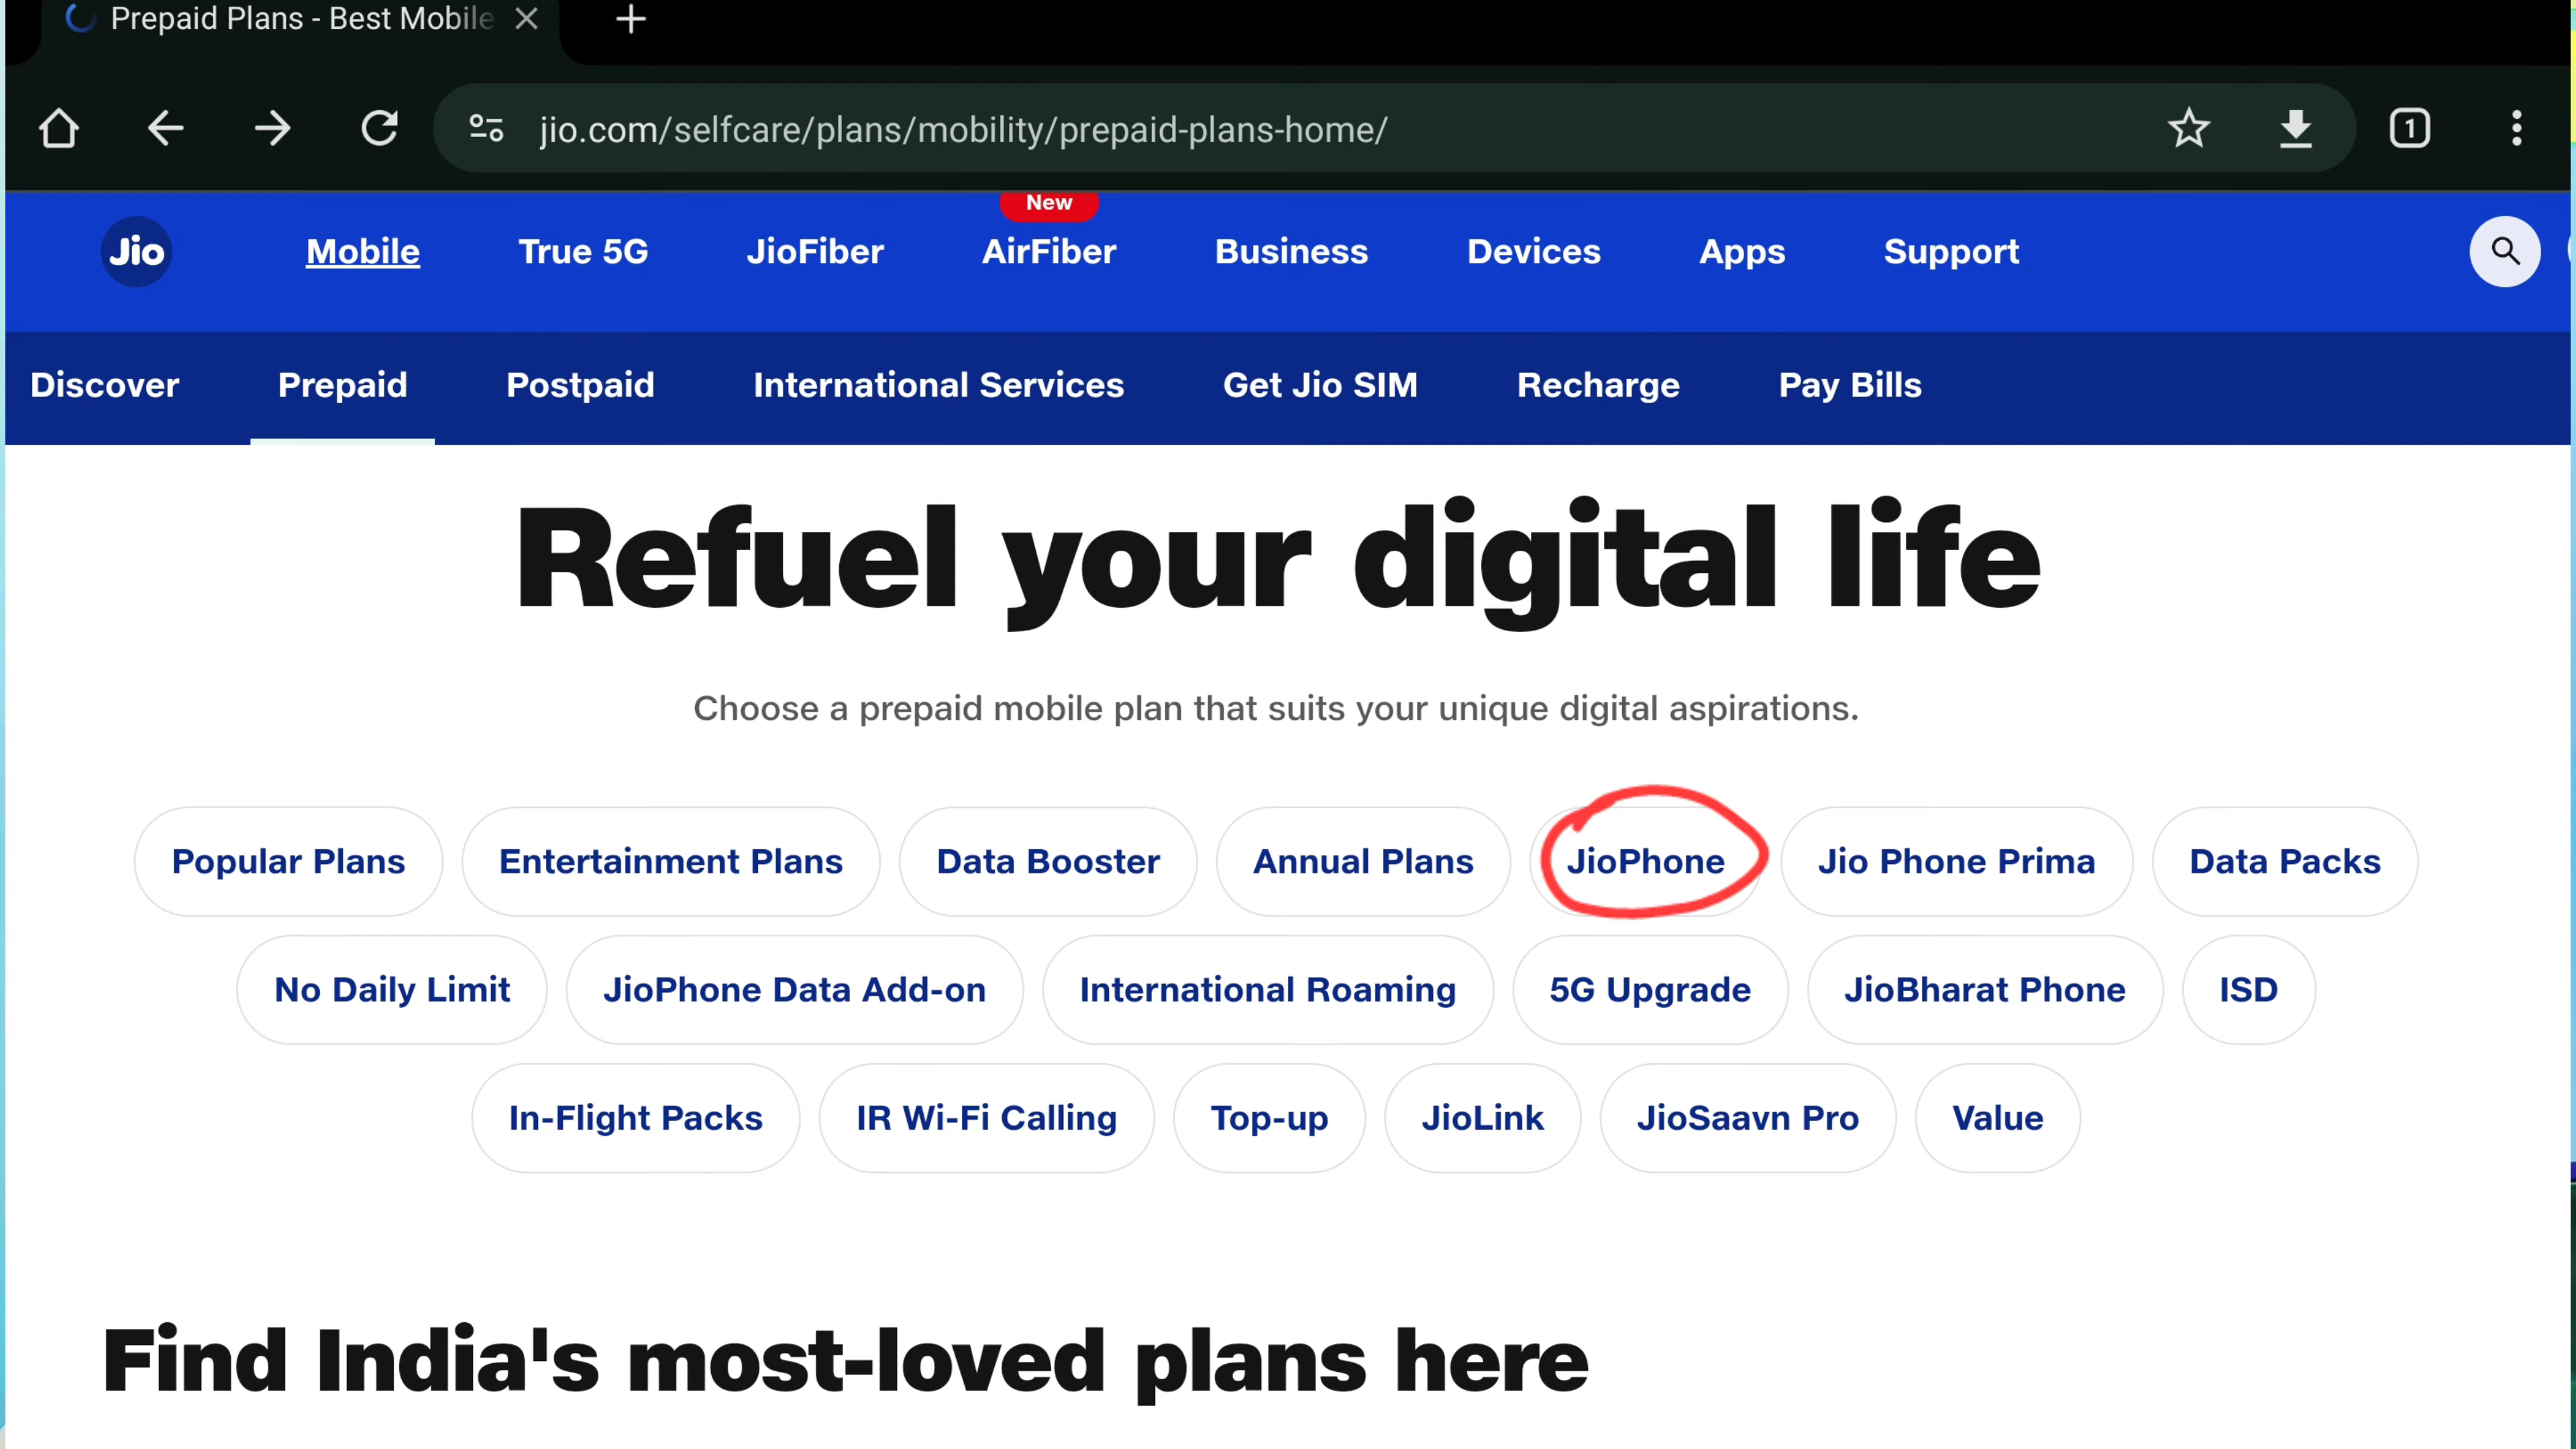 Prepaid Plans - Best Mobile
jio.com/selfcare/plans/mobility/prepaid-plans-home/
1
New
Jio Mobile True 5G JioFiber AirFiber Business Devices Apps Support
Discover Prepaid Postpaid International Services Get Jio SIM Recharge Pay Bills
Refuel your digital life
Choose a prepaid mobile plan that suits your unique digital aspirations.
Popular Plans Entertainment Plans Data Booster Annual Plans JioPhone Jio Phone Prima Data Packs
No Daily Limit JioPhone Data Add-on International Roaming 5G Upgrade JioBharat Phone ISD
In-Flight Packs IR Wi-Fi Calling Top-up JioLink JioSaavn Pro Value
Find India's most-loved plans here